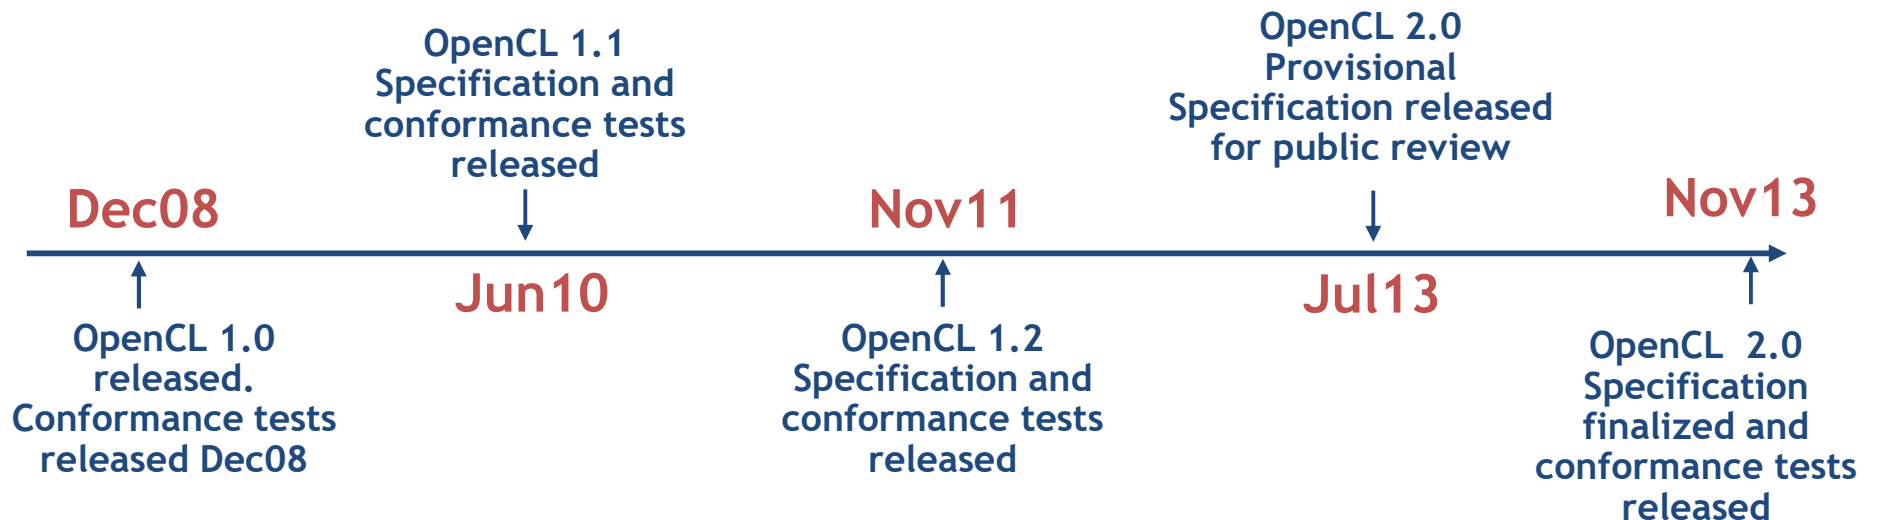 Dec08
OpenCL 1.0
released.
Conformance tests
released Dec08
OpenCL 1.1
Specification and
conformance tests
released
Jun10
Nov11
OpenCL 1.2
Specification and
conformance tests
released
OpenCL 2.0
Provisional
Specification released
for public review
Jul13
Nov13
OpenCL  2.0
Specification
finalized and
conformance tests
released